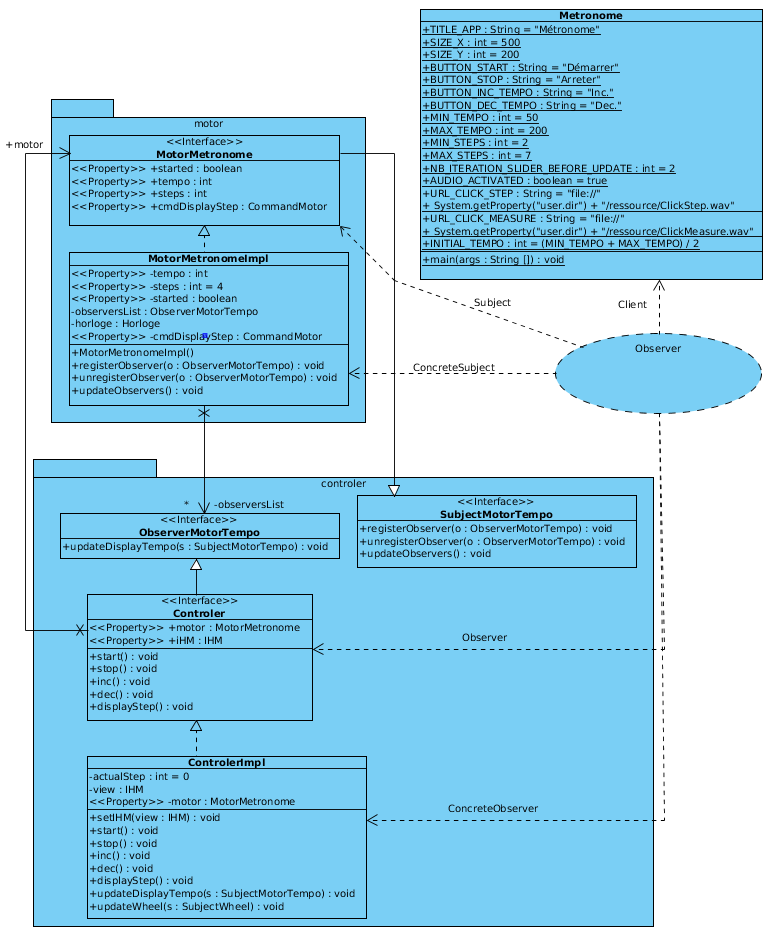 Metronome
+TITLE_APP : String = "Métronome"
+SIZE_X : int = 500
+SIZE_Y : int = 200
+BUTTON_START : String = "Démarrer"
+BUTTON_STOP : String = "Arreter"
+BUTTON_INC_TEMPO : String = "Inc."
+BUTTON_DEC_TEMPO : String = "Dec."
+MIN_TEMPO : int = 50
+MAX_TEMPO : int = 200
+MIN_STEPS : int = 2
+MAX_STEPS : int = 7
+NB_ITERATION_SLIDER_BEFORE_UPDATE : int = 2
+AUDIO_ACTIVATED : boolean = true
+URL_CLICK_STEP : String = "file://"
+ System.getProperty("user.dir") + "/ressource/ClickStep.wav"
+URL_CLICK_MEASURE : String = "file://"
+ System.getProperty("user.dir") + "/ressource/ClickMeasure.wav"
+INITIAL_TEMPO : int = (MIN_TEMPO + MAX_TEMPO) / 2
+main(args : String []) : void
motor
+motor
<<Interface>>
MotorMetronome
<<Property>> +started : boolean
<<Property>> +tempo : int
<<Property>> +steps : int
<<Property>> +cmdDisplayStep : CommandMotor
MotorMetronomeImpl
<<Property>> -tempo : int
<<Property>> -steps : int = 4
<<Property>> -started : boolean
-observersList : ObserverMotorTempo
-horloge : Horloge
<<Property>> -cmdDisplayStep : CommandMotor
+MotorMetronomeImpl()
+registerObserver(o : ObserverMotorTempo) : void
+unregisterObserver(o : ObserverMotorTempo) : void
+updateObservers() : void
Subject
Client
Observer
ConcreteSubject
controler
* -observersList
<<Interface>>
ObserverMotorTempo
+updateDisplayTempo(s : SubjectMotorTempo) : void
<<Interface>>
SubjectMotorTempo
+registerObserver(o : ObserverMotorTempo) : void
+unregisterObserver(o : ObserverMotorTempo) : void
+updateObservers() : void
<<Interface>>
Controler
<<Property>> +motor : MotorMetronome
<<Property>> +iHM : IHM
+start() : void
+stop() : void
+inc() : void
+dec() : void
+displayStep() : void
Observer
ControlerImpl
-actualStep : int = 0
-view : IHM
<<Property>> -motor : MotorMetronome
+setIHM(view : IHM) : void
+start() : void
+stop() : void
+inc() : void
+dec() : void
+displayStep() : void
+updateDisplayTempo(s : SubjectMotorTempo) : void
+updateWheel(s : SubjectWheel) : void
ConcreteObserver